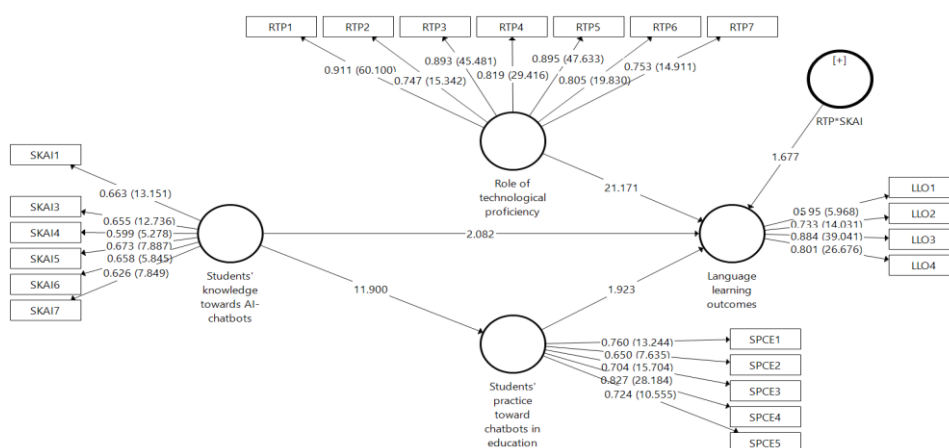 RTP1
RTP2
RTP3
RTP4
RTP5
RTP6
RTP7
0.911 (60.100)
0.747 (15.342)
0.893 (45.481)
0.819 (29.416)
0.895 (47.633)
0.805 (19.830)
0.753 (14.911)
[+]
RTP*SKAI
Role of
technological
proficiency
1.677
21.171
SKAI1
SKAI3
SKAI4
SKAI5
SKAI6
SKAI7
0.663 (13.151)
0.655 (12.736)
0.599 (5.278)
0.673 (7.887)
0.658 (5.845)
0.626 (7.849)
Students'
knowledge
towards AI-
chatbots
2.082
11.900
1.923
Language
learning
outcomes
(5.968)
0.733 (14.031)
0.884 (39.041)
0.801 (26.676)
LLO1
LLO2
LLO3
LLO4
Students'
practice
toward
chatbots in
education
0.760 (13.244)
0.650 (7.635)
0.704 (15.704)
0.827 (28.184)
0.724 (10.555)
SPCE1
SPCE2
SPCE3
SPCE4
SPCE5